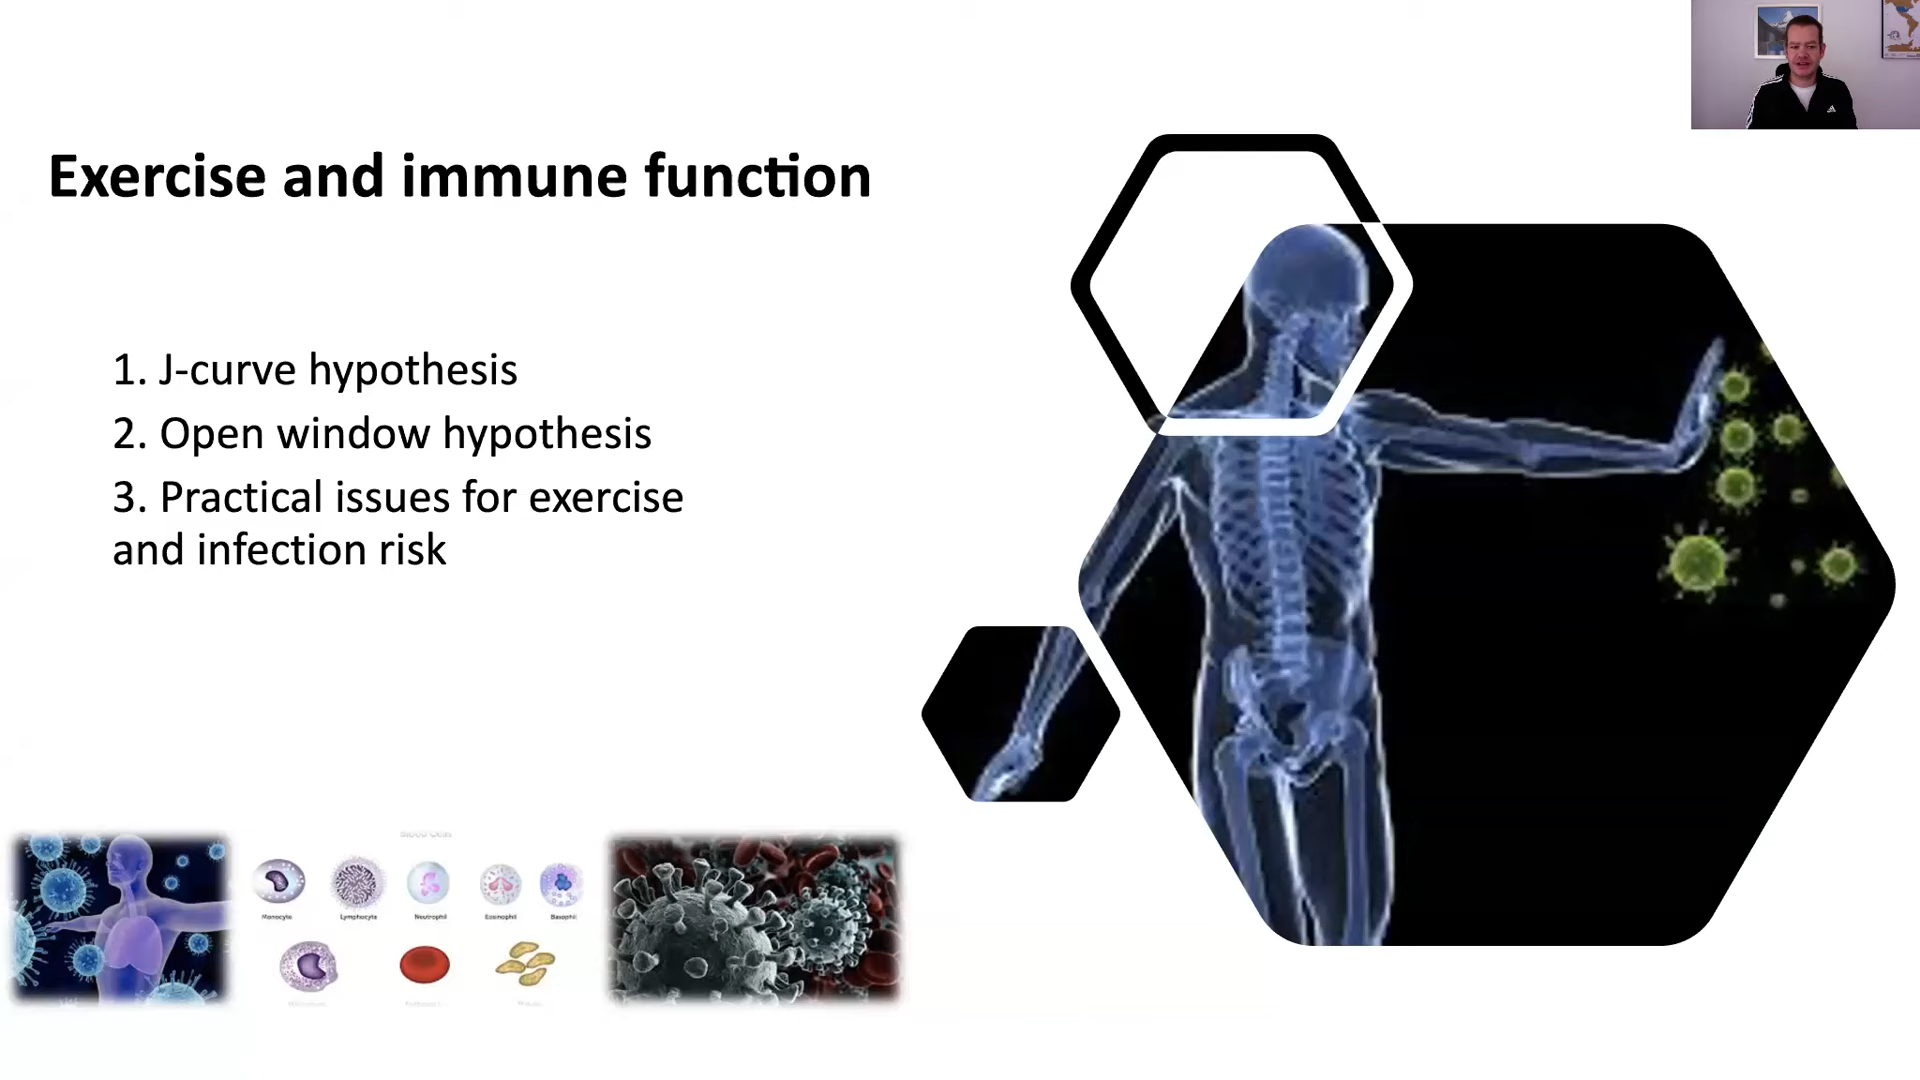 Exercise and immune function
1. J-curve hypothesis
2. Open window hypothesis
3. Practical issues for exercise
and infection risk
Monocyte Lymphocyte Neutrophil Eosinophil Basophil